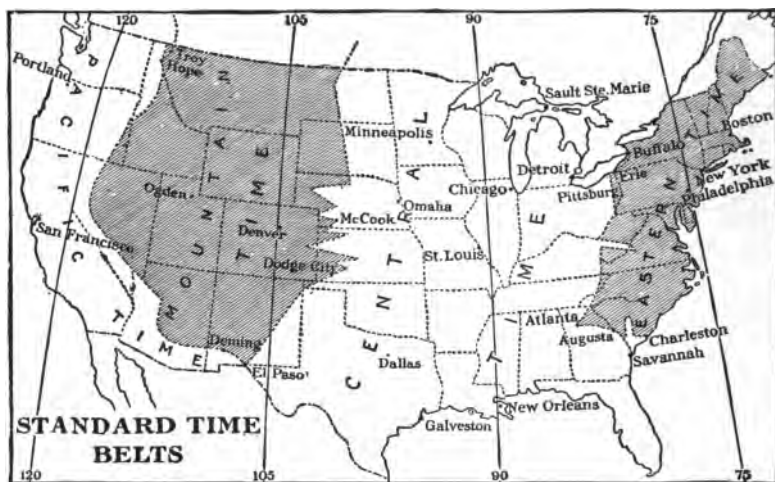 120
105
90
75
Troy
Hope
Portland
PACIFIC TIME
MOUNTAIN TIME
CENTRAL TIME
EASTERN TIME
Sault Ste. Marie
Minneapolis
Boston
Buffalo
Detroit
Erie
Chicago
Pittsburg
New York
Philadelphia
Ogden
Omaha
McCook
Denver
San Francisco
St. Louis
Dodge City
Atlanta
Augusta
Charleston
Savannah
Deming
El Paso
Dallas
New Orleans
Galveston
STANDARD TIME
BELTS
120
105
90
75